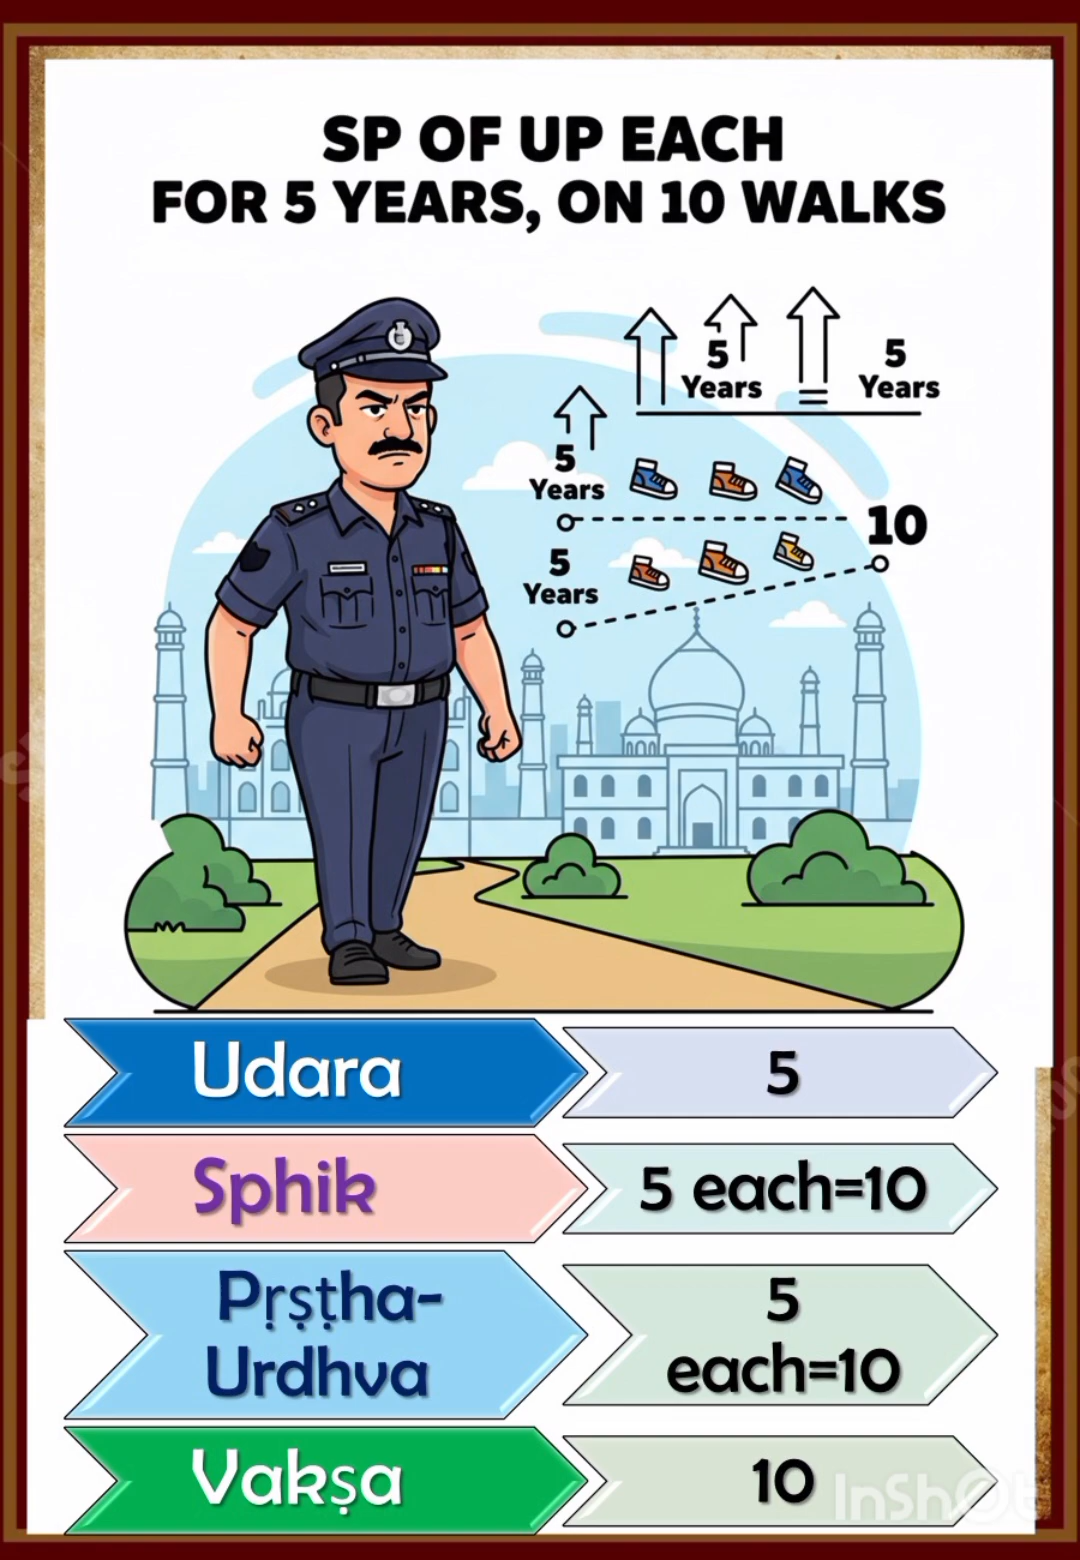 SP OF UP EACH
FOR 5 YEARS, ON 10 WALKS
5
Years
5
Years
5
Years
10
5
Years
Udara
5
Sphik
5 each=10
Pṛṣṭha-
Urdhva
5
each=10
Vakṣa
10
InShOt